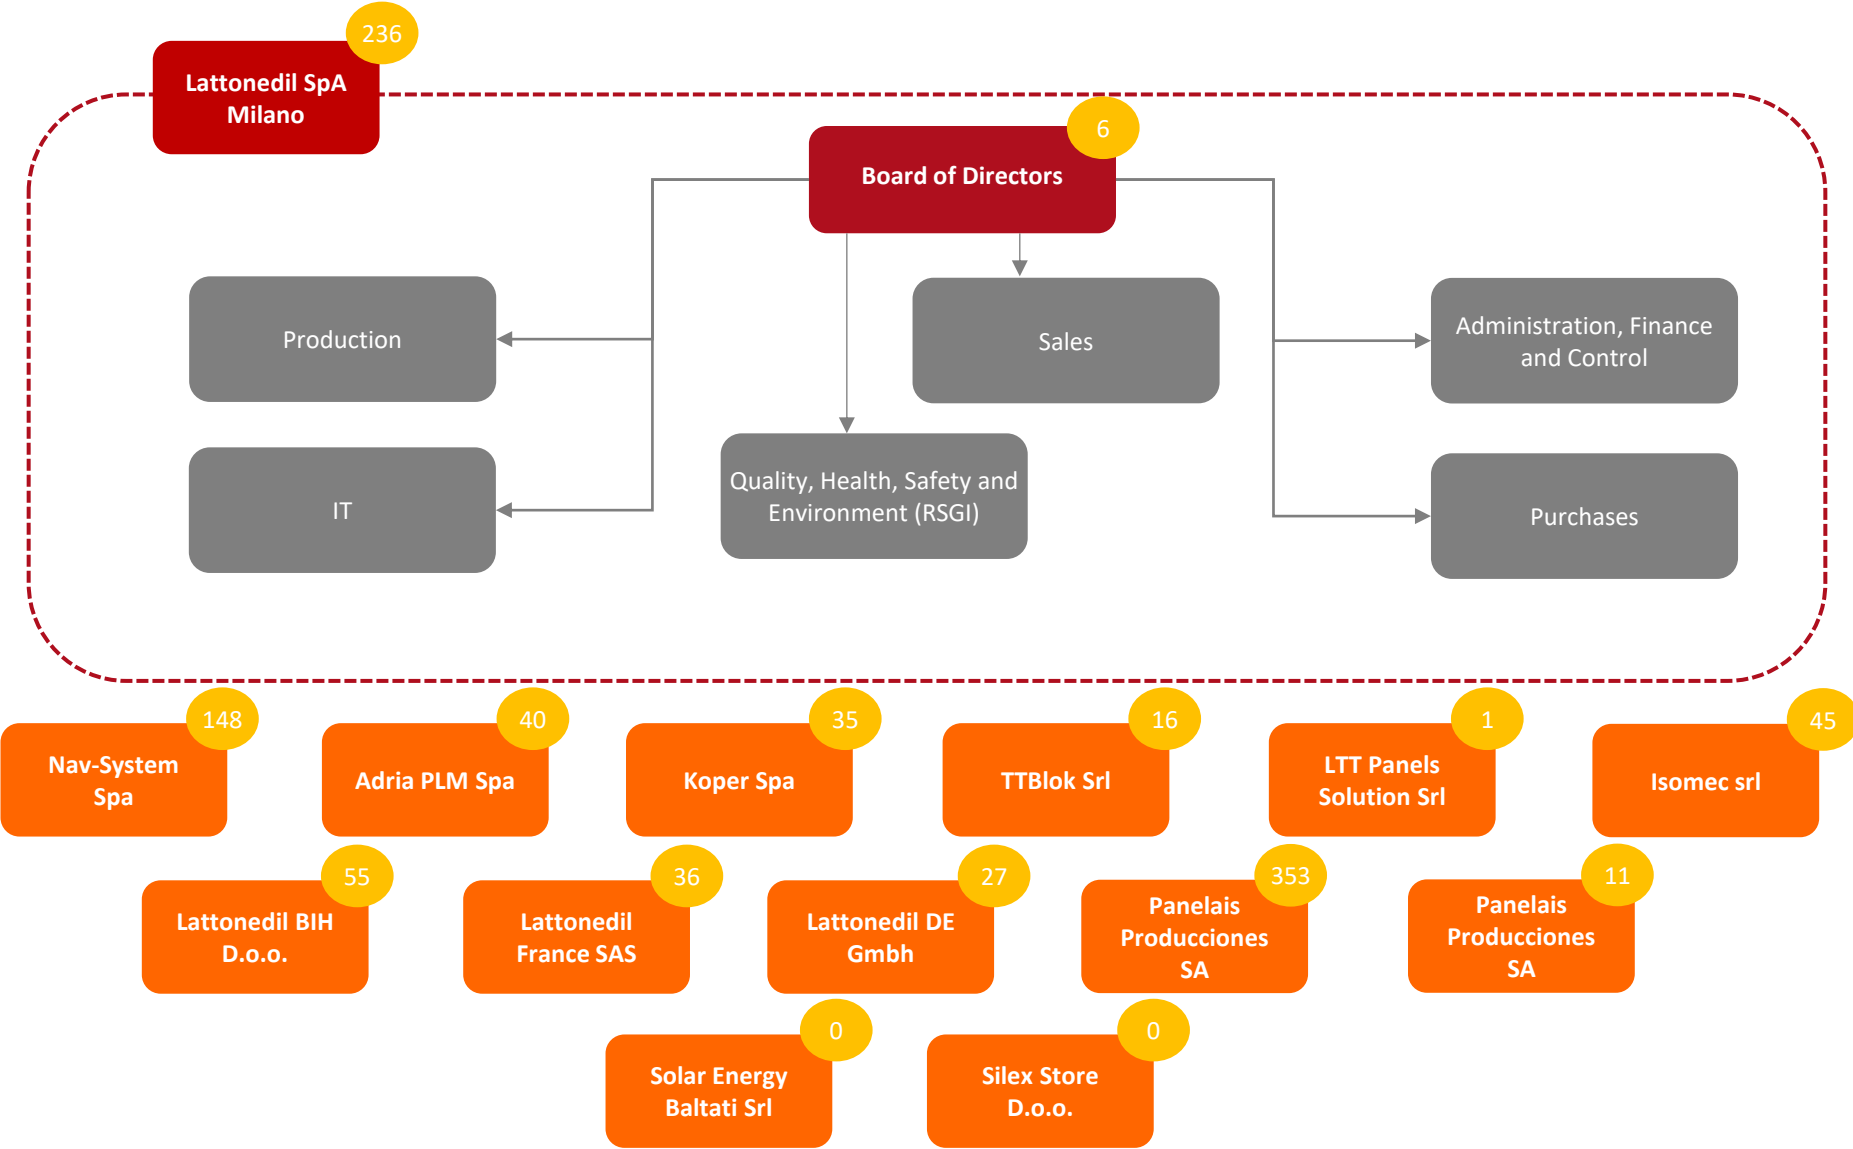 236
Lattonedil SpA
Milano
6
Board of Directors
Production
Sales
Administration, Finance
and Control
IT
Quality, Health, Safety and
Environment (RSGI)
Purchases
148
Nav-System
Spa
40
Adria PLM Spa
35
Koper Spa
16
TTBlok Srl
1
LTT Panels
Solution Srl
45
Isomec srl
55
Lattonedil BIH
D.o.o.
36
Lattonedil
France SAS
27
Lattonedil DE
Gmbh
353
Panelais
Producciones
SA
11
Panelais
Producciones
SA
0
Solar Energy
Baltati Srl
0
Silex Store
D.o.o.